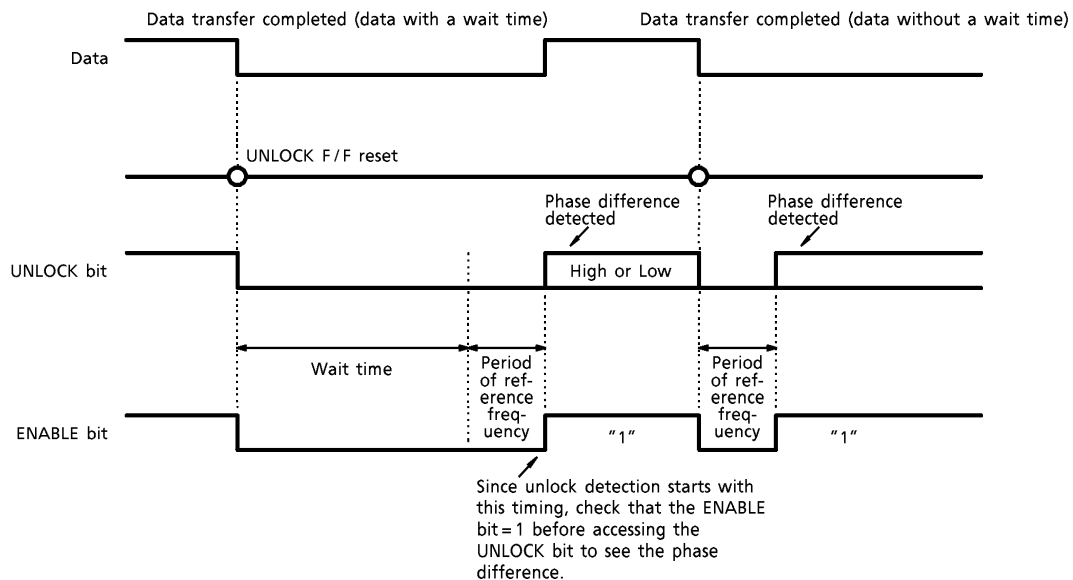 Data transfer completed (data with a wait time)
Data transfer completed (data without a wait time)
Data
UNLOCK F/F reset
Phase difference
detected
Phase difference
detected
UNLOCK bit
High or Low
Wait time
Period
of ref-
erence
freq-
uency
Period
of ref-
erence
freq-
uency
ENABLE bit
"1"
"1"
Since unlock detection starts with
this timing, check that the ENABLE
bit=1 before accessing the
UNLOCK bit to see the phase
difference.